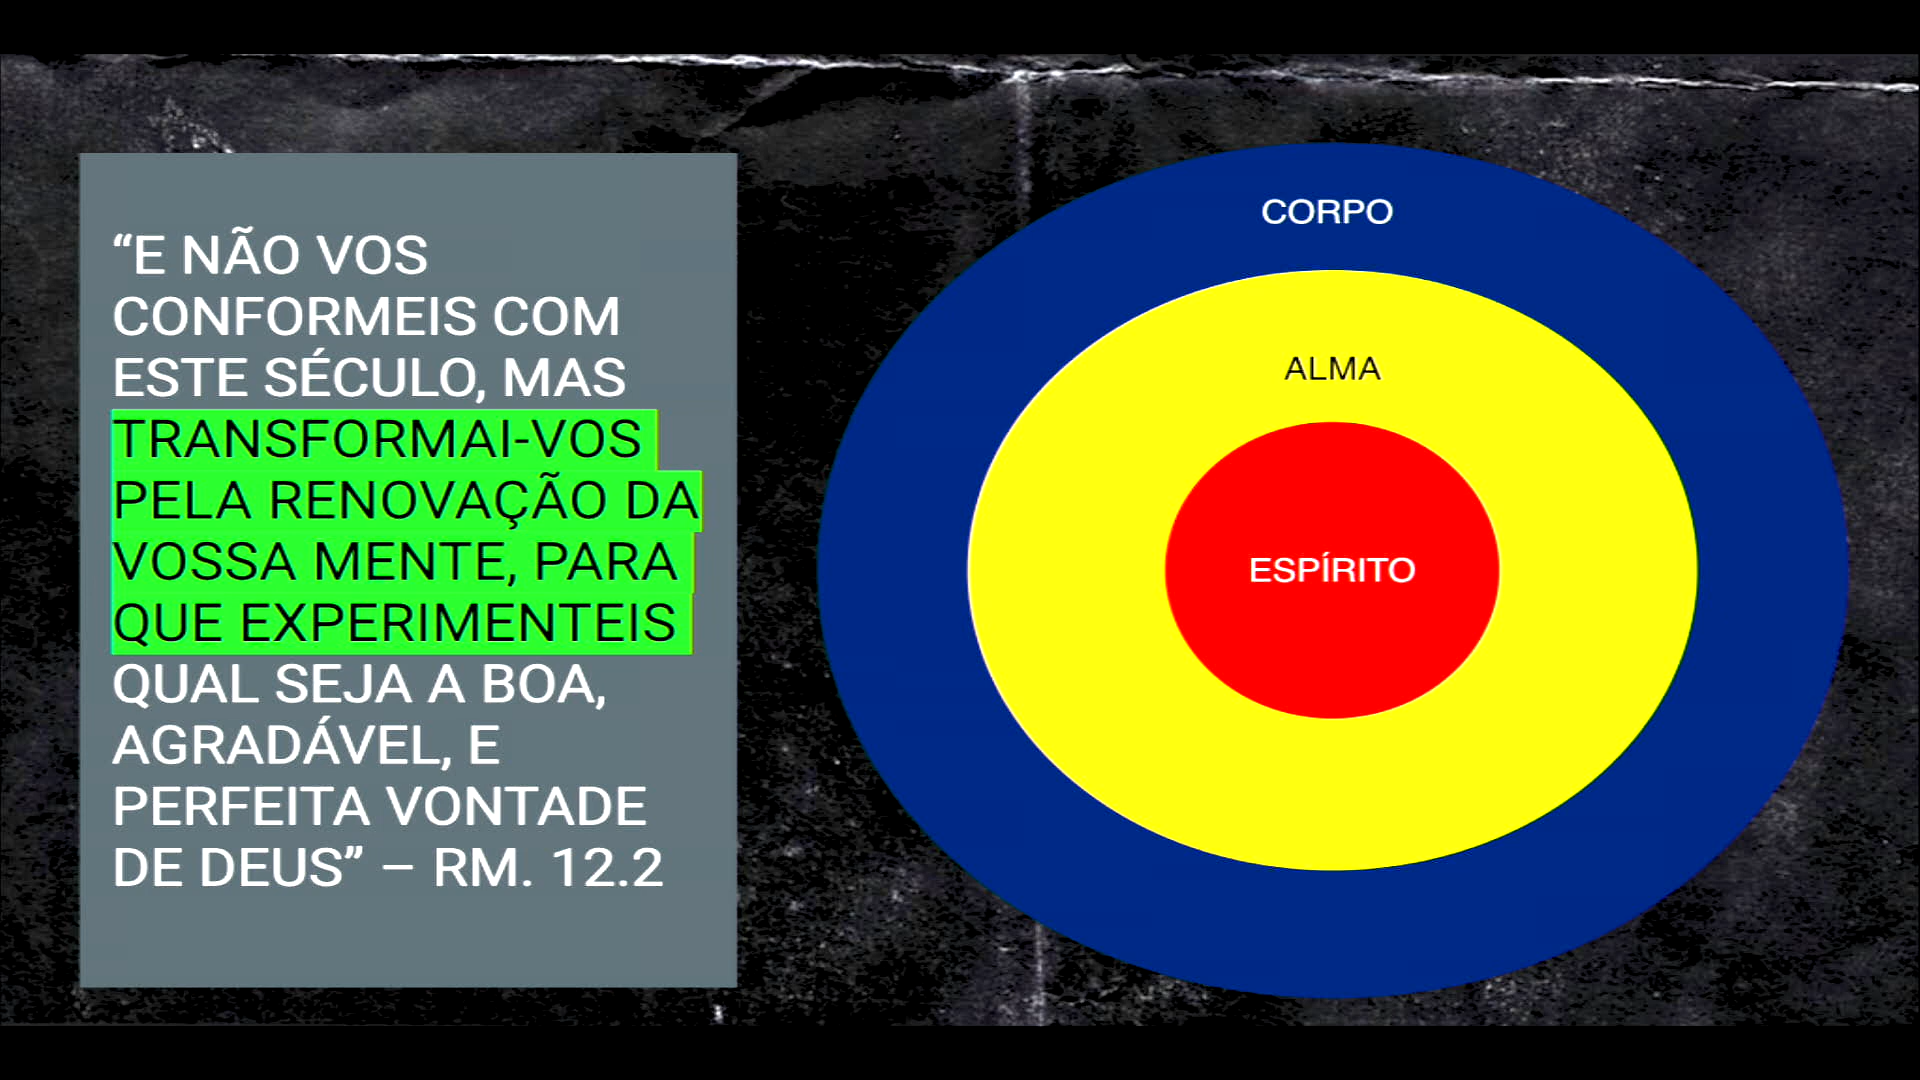 “E NÃO VOS
CONFORMEIS COM
ESTE SÉCULO, MAS
TRANSFORMAI-VOS
PELA RENOVAÇÃO DA
VOSSA MENTE, PARA
QUE EXPERIMENTEIS
QUAL SEJA A BOA,
AGRADÁVEL, E
PERFEITA VONTADE
DE DEUS” – RM. 12.2
CORPO
ALMA
ESPÍRITO